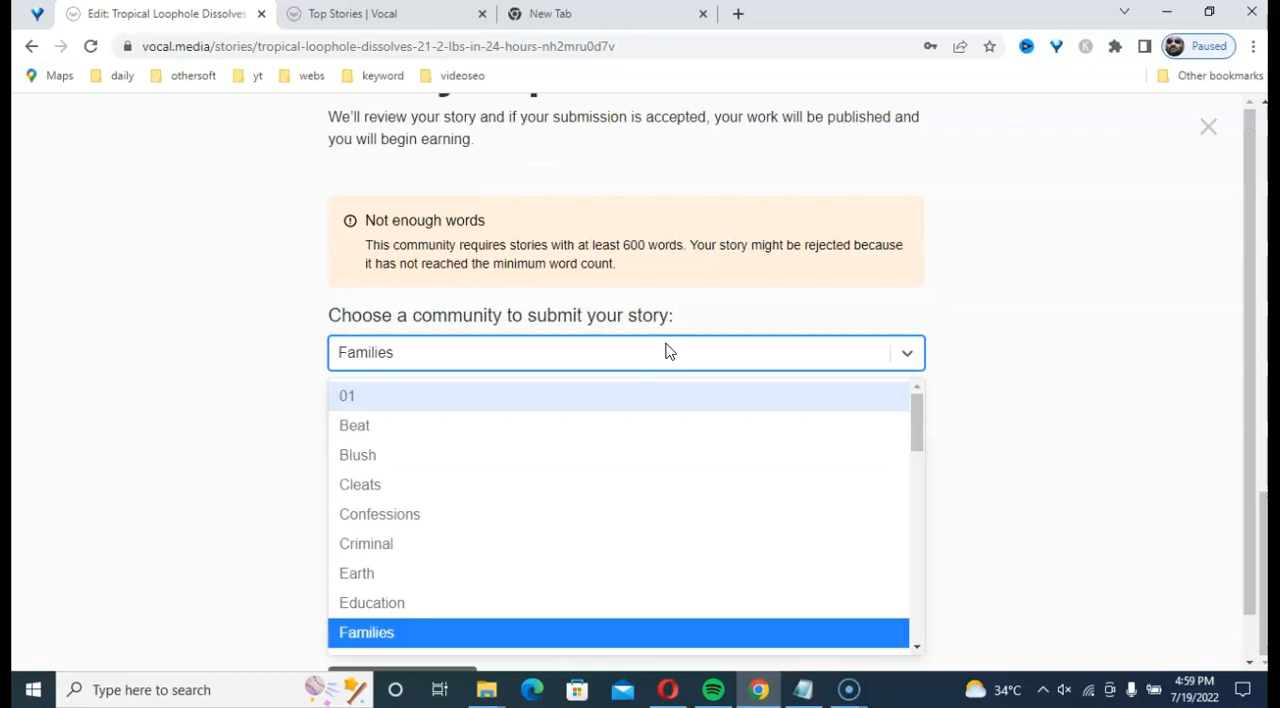 Edit: Tropical Loophole Dissolves
Top Stories | Vocal
New Tab
vocal.media/stories/tropical-loophole-dissolves-21-2-lbs-in-24-hours-nh2mru0d7v
Paused
Maps
daily
othersoft
yt
webs
keyword
videoseo
Other bookmarks
We'll review your story and if your submission is accepted, your work will be published and
you will begin earning.
Not enough words
This community requires stories with at least 600 words. Your story might be rejected because
it has not reached the minimum word count.
Choose a community to submit your story:
Families
01
Beat
Blush
Cleats
Confessions
Criminal
Earth
Education
Families
Type here to search
34°C
4:59 PM
7/19/2022